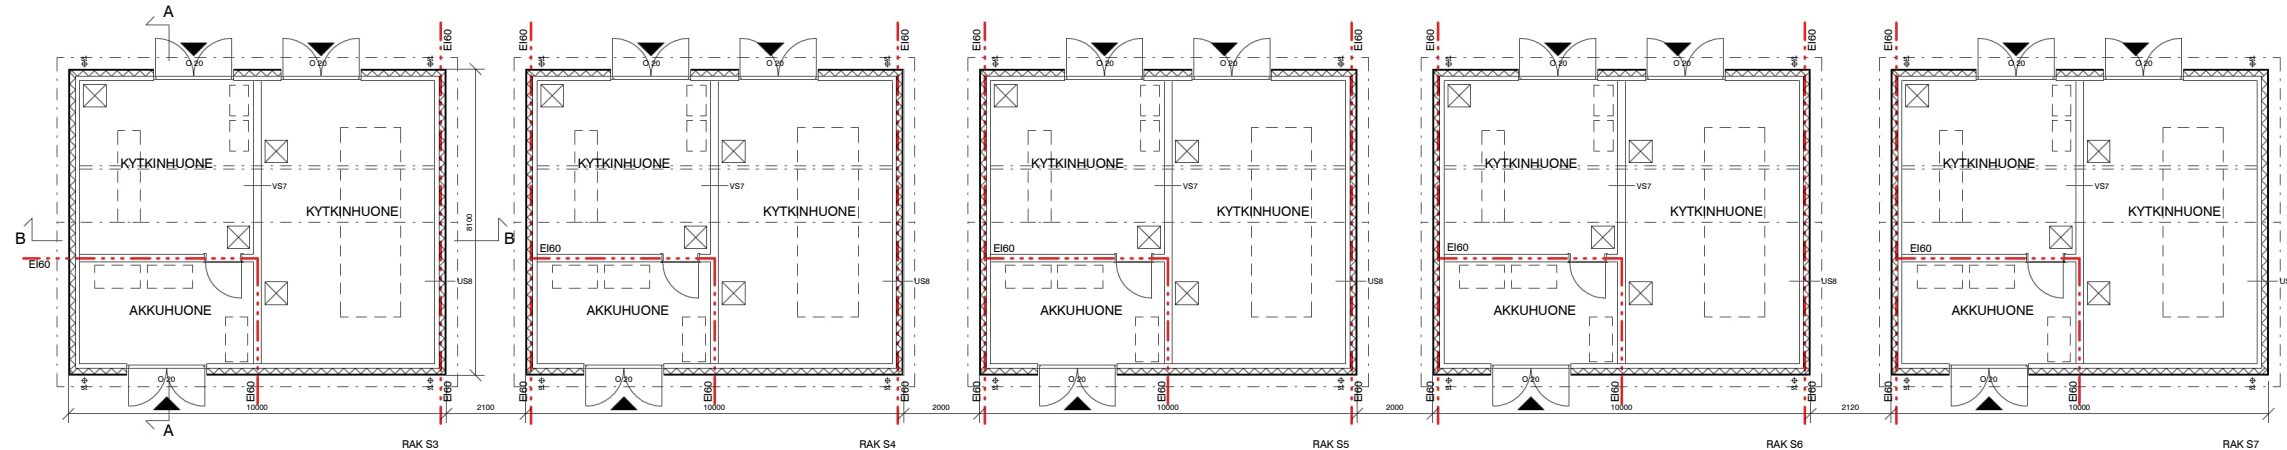 A
EI60
EI60
EI60
EI60
EI60
EI60
EI60
EI60
O 20
O 20
O 20
O 20
O 20
O 20
O 20
O 20
O 20
O 20
KYTKINHUONE
KYTKINHUONE
KYTKINHUONE
KYTKINHUONE
KYTKINHUONE
VS7
VS7
VS7
VS7
VS7
KYTKINHUONE
KYTKINHUONE
KYTKINHUONE
KYTKINHUONE
KYTKINHUONE
8100
B
B
EI60
EI60
EI60
EI60
EI60
US8
US8
US8
US8
US
AKKUHUONE
AKKUHUONE
AKKUHUONE
AKKUHUONE
AKKUHUONE
O 20
O 20
O 20
O 20
O 20
EI60
EI60
EI60
EI60
EI60
EI60
EI60
EI60
EI60
EI60
EI60
EI60
EI60
10000
2100
10000
2000
10000
2000
10000
2120
10000
A
RAK S3
RAK S4
RAK S5
RAK S6
RAK S7